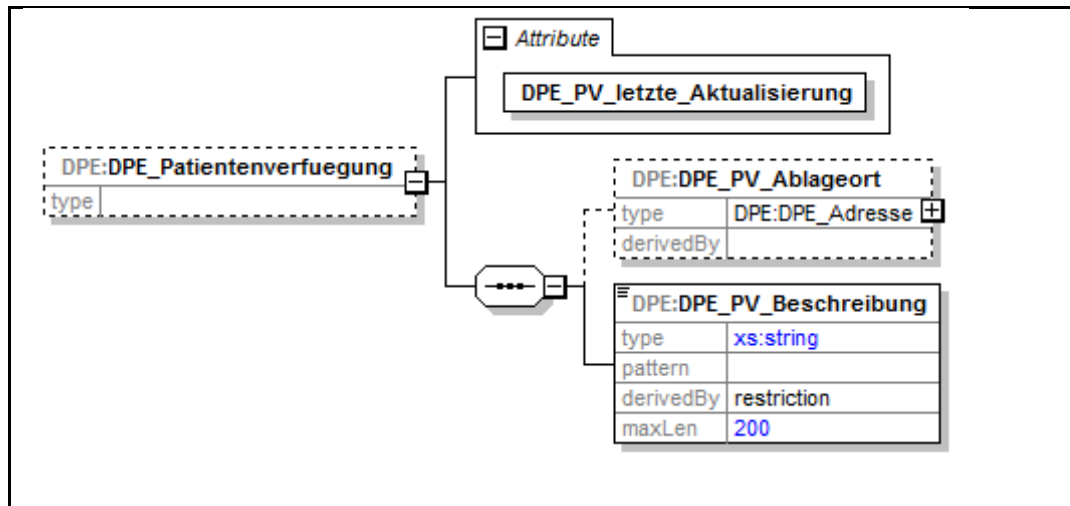 Attribute
DPE_PV_letzte_Aktualisierung
DPE:DPE_Patientenverfuegung
type
DPE:DPE_PV_Ablageort
type DPE:DPE_Adresse
derivedBy
DPE:DPE_PV_Beschreibung
type xs:string
pattern
derivedBy restriction
maxLen 200